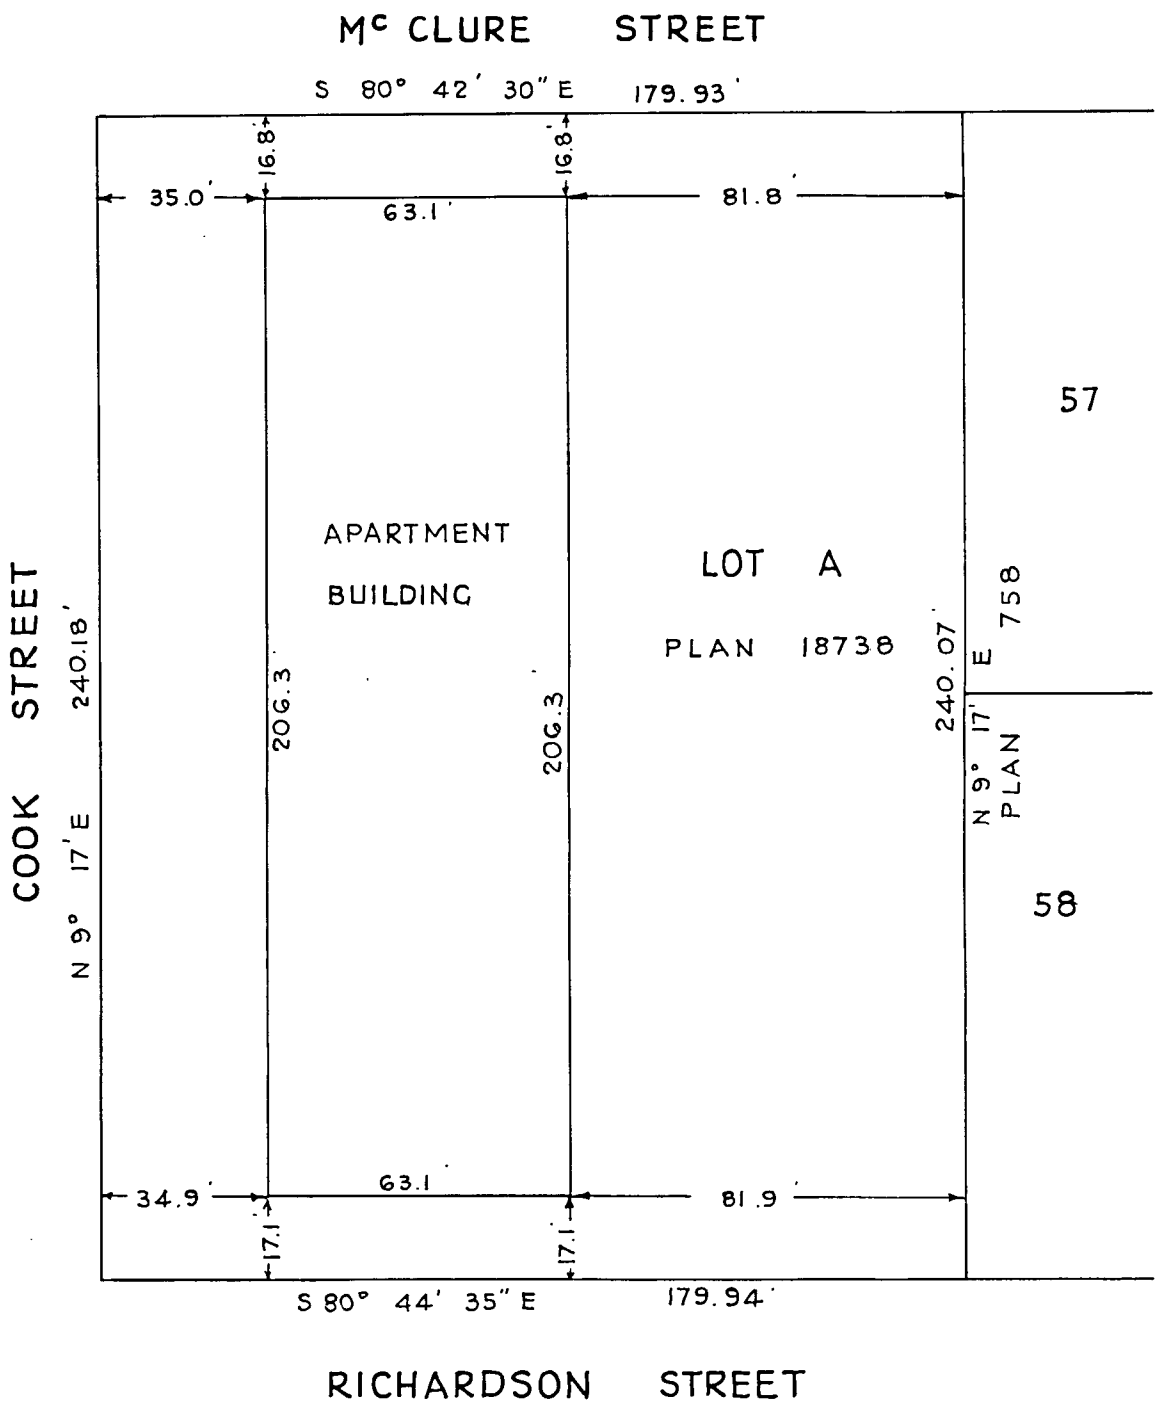 Mc CLURE STREET
S 80° 42' 30" E 179.93'
16.8'
16.8'
35.0'
63.1'
81.8'
57
APARTMENT
BUILDING
LOT A
PLAN 18738
COOK STREET
N 9° 17' E 240.18'
206.3
206.3
240.07'
N 9° 17' E
PLAN 758
58
34.9'
63.1
81.9'
17.1'
17.1'
S 80° 44' 35" E 179.94'
RICHARDSON STREET